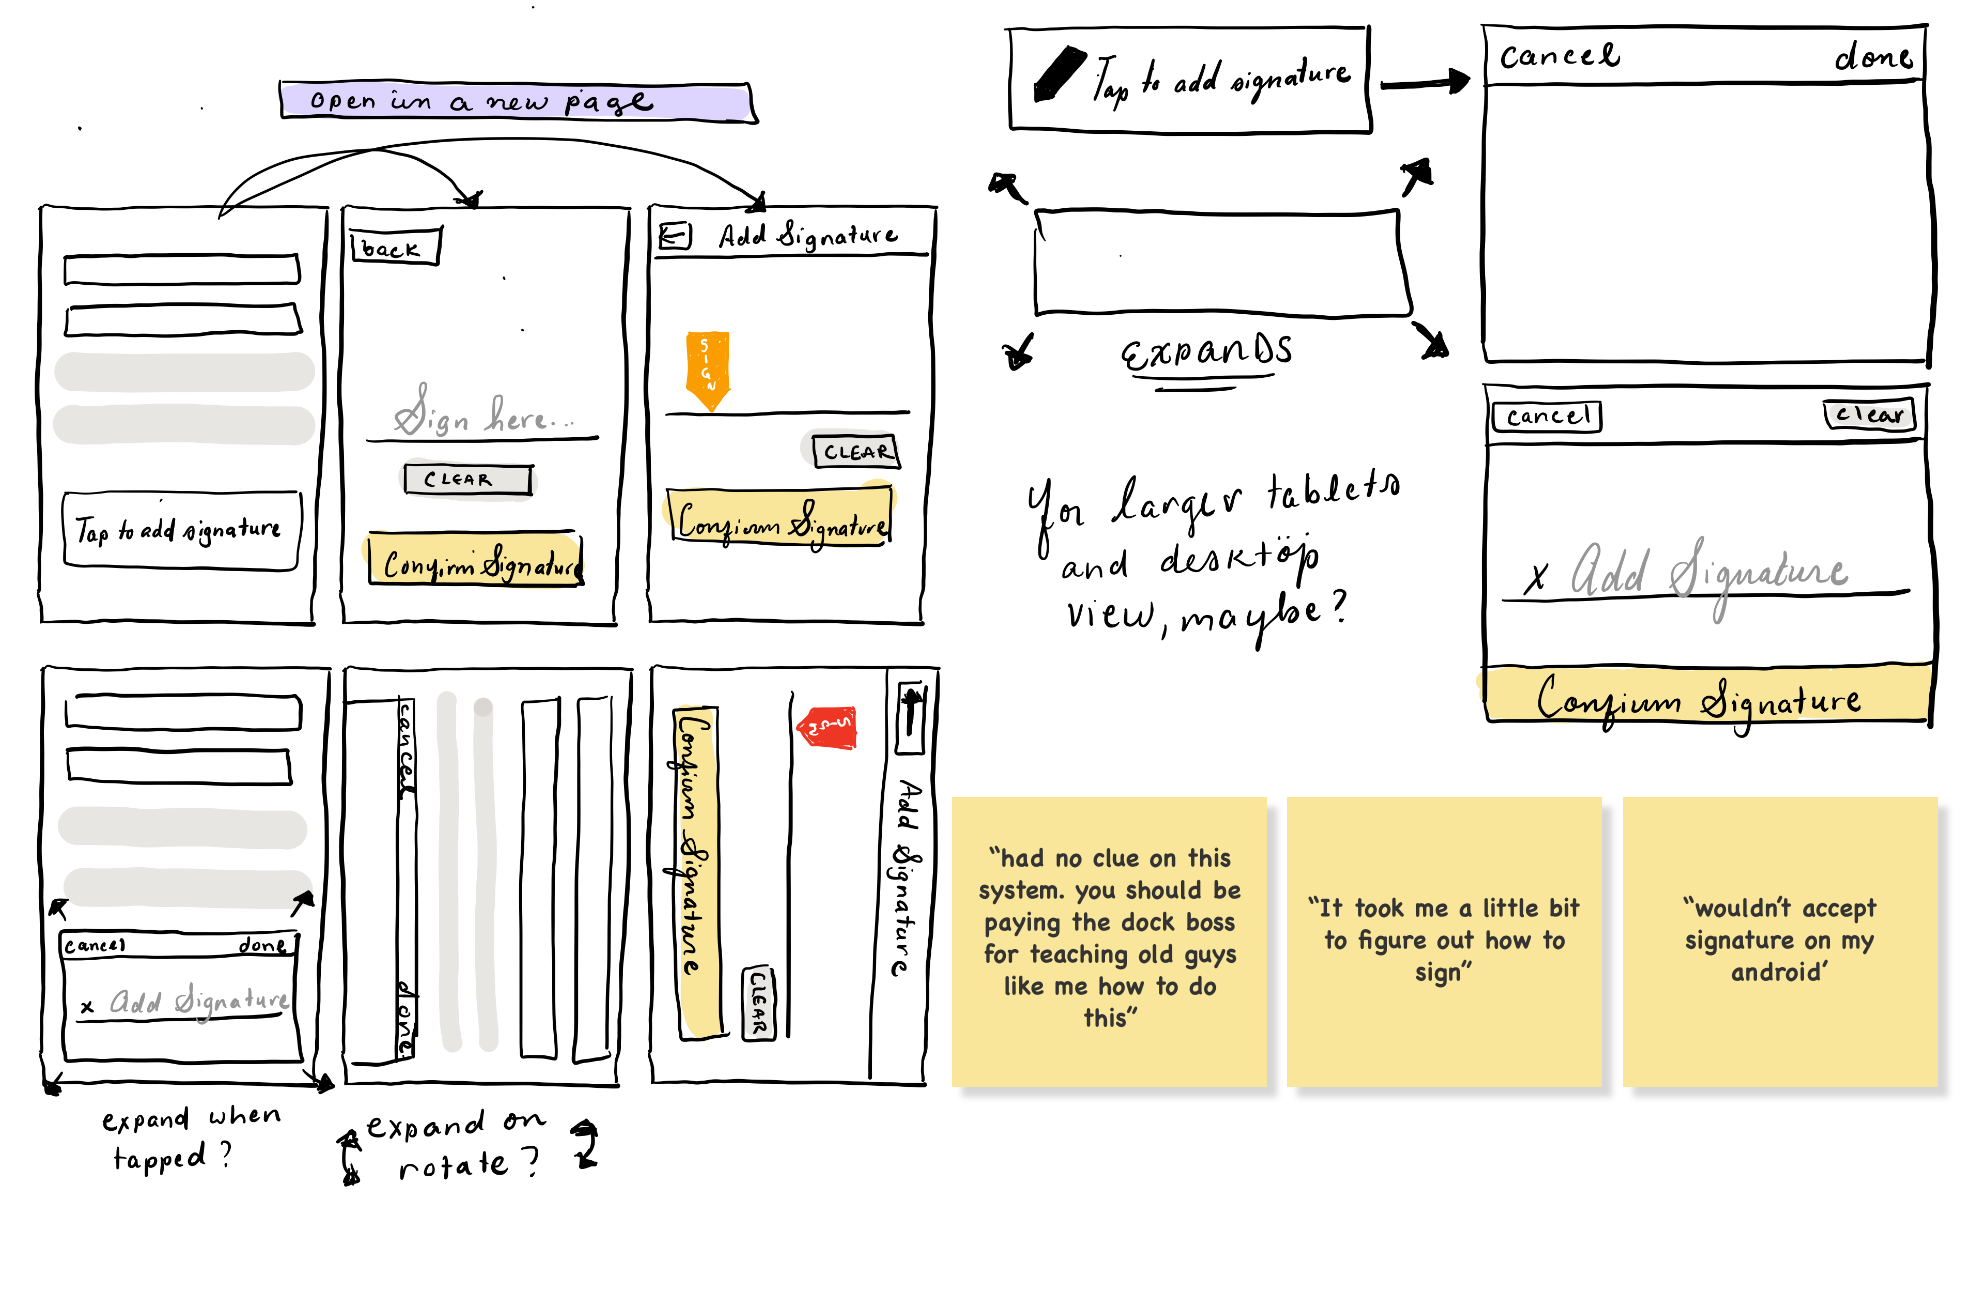 open in a new page
back
Sign here...
CLEAR
Confirm Signature
Add Signature
SIGN
CLEAR
Confirm Signature
Tap to add signature
cancel done
x Add Signature
expand when
tapped?
cancel
done
expand on
rotate?
Add Signature
SIGN
CLEAR
Confirm Signature
Tap to add signature
cancel done
EXPANDS
For larger tablets
and desktop
view, maybe?
cancel clear
x Add Signature
Confirm Signature
“had no clue on this
system. you should be
paying the dock boss
for teaching old guys
like me how to do
this”
“It took me a little bit
to figure out how to
sign”
“wouldn’t accept
signature on my
android’